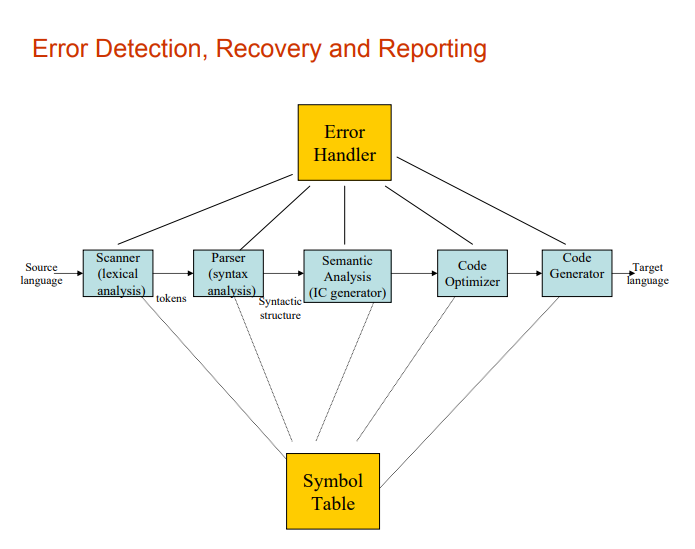 Error Detection, Recovery and Reporting
Error
Handler
Source
language
Scanner
(lexical
analysis)
tokens
Parser
(syntax
analysis)
Syntactic
structure
Semantic
Analysis
(IC generator)
Code
Optimizer
Code
Generator
Target
language
Symbol
Table